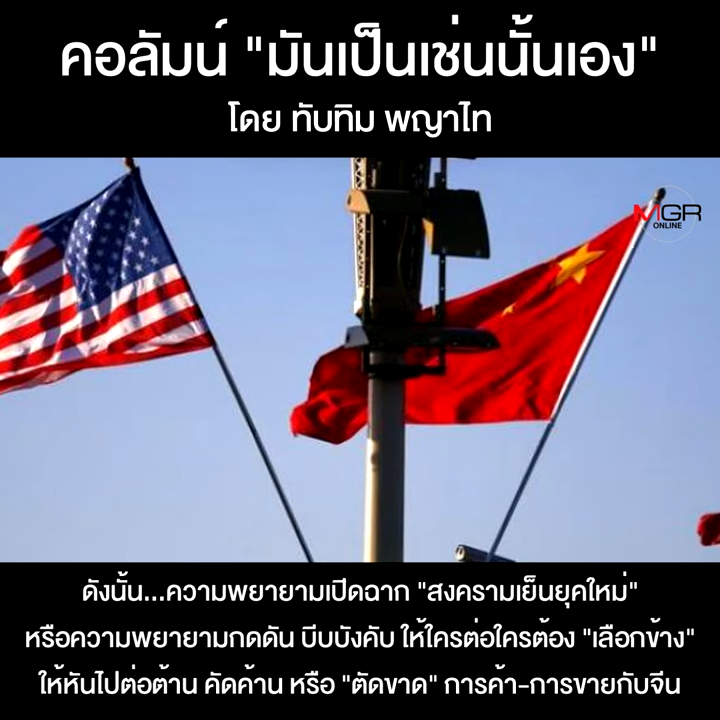 คอลัมน์ "มันเป็นเช่นนั้นเอง"
โดย ทับทิม พญาไท
MGR
ONLINE
ดังนั้น...ความพยายามเปิดฉาก "สงครามเย็นยุคใหม่"
หรือความพยายามกดดัน บีบบังคับ ให้ใครต่อใครต้อง "เลือกข้าง"
ให้หันไปต่อต้าน คัดค้าน หรือ "ตัดขาด" การค้า-การขายกับจีน